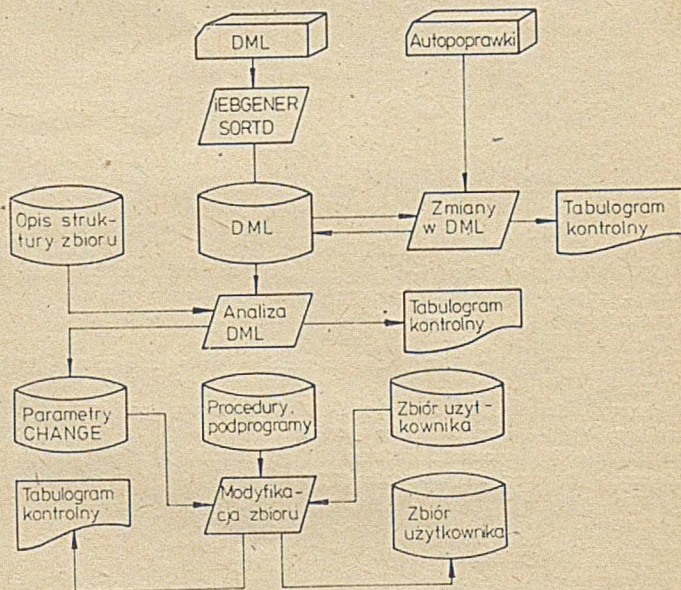 DML
Autopoprawki
iEBGENER
SORTD
Opis struk-
tury zbioru
DML
Zmiany
w DML
Tabulogram
kontrolny
Analiza
DML
Tabulogram
kontrolny
Parametry
CHANGE
Procedury,
podprogramy
Zbiór użyt-
kownika
Tabulogram
kontrolny
Modyfika-
cja zbioru
Zbiór
użytkownika